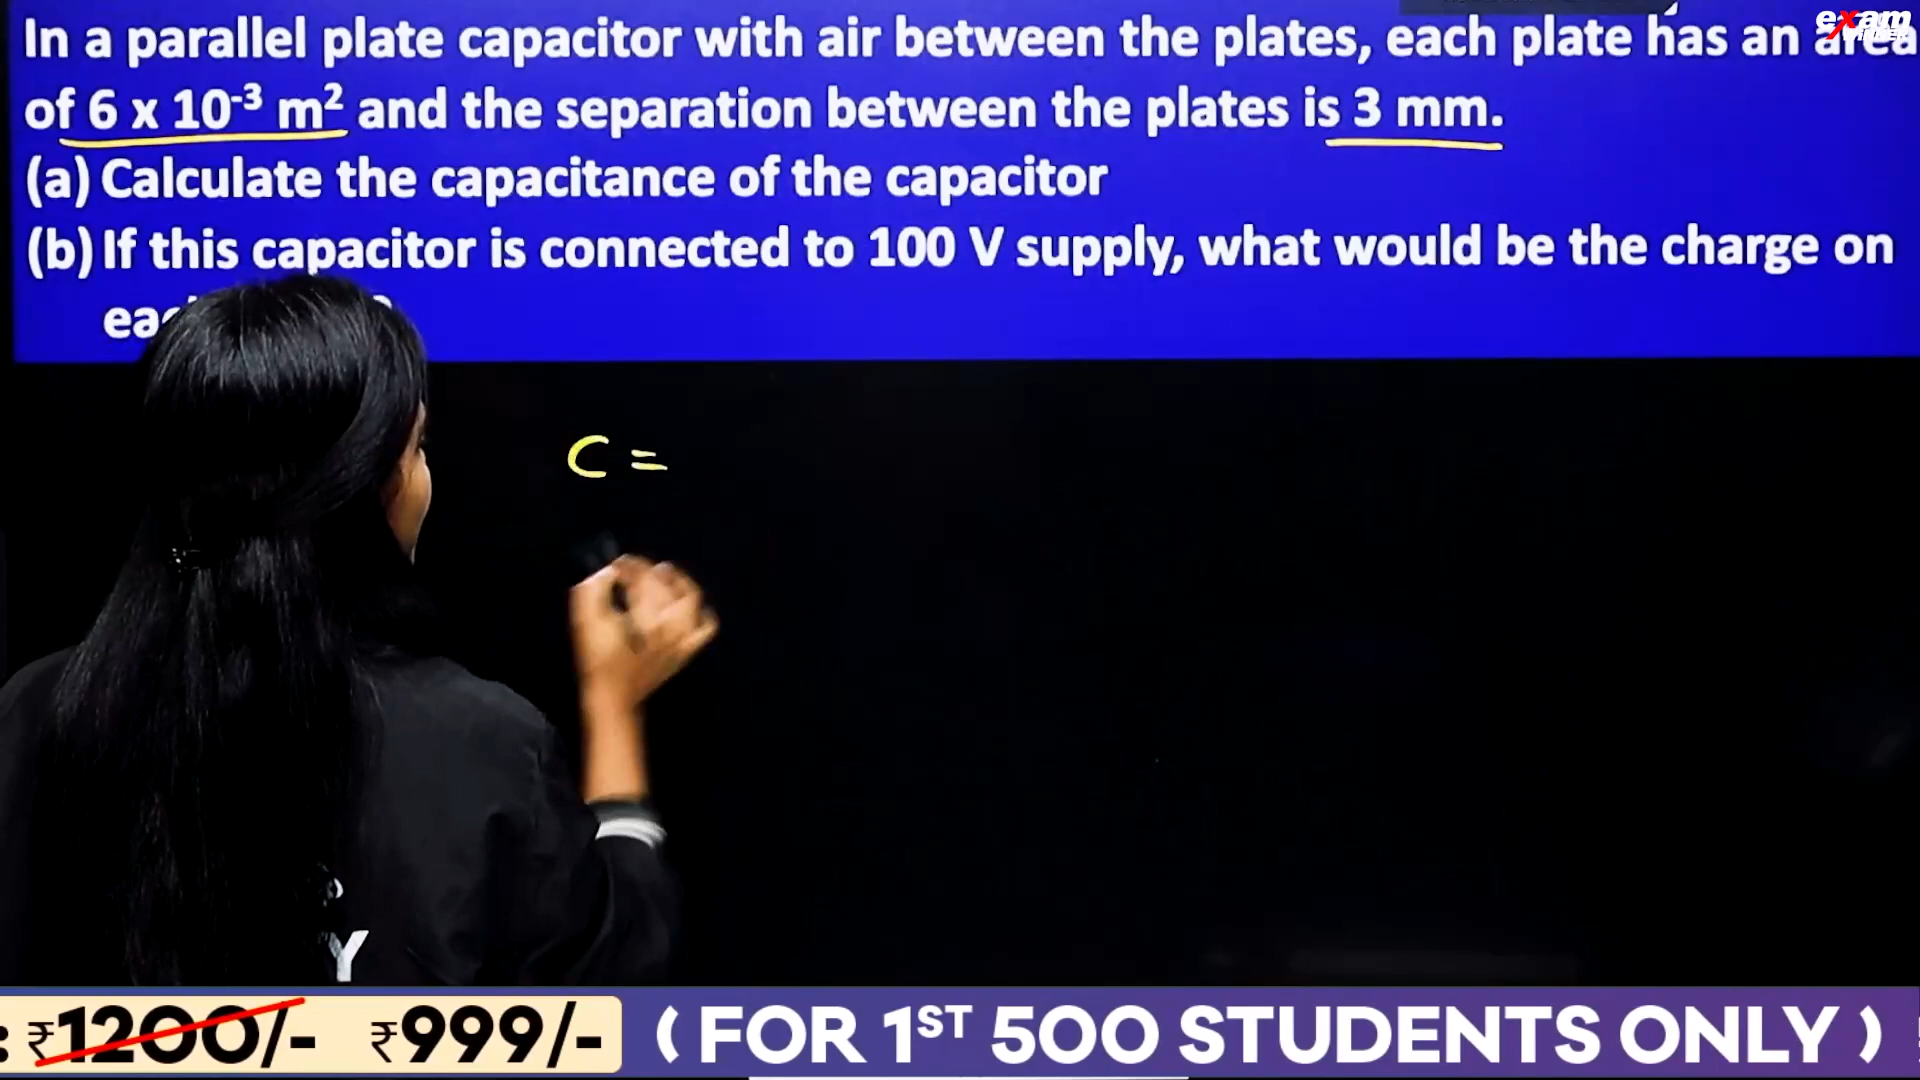 exam
In a parallel plate capacitor with air between the plates, each plate has an area
of 6 x 10⁻³ m² and the separation between the plates is 3 mm.
(a) Calculate the capacitance of the capacitor
(b) If this capacitor is connected to 100 V supply, what would be the charge on
C =
Y
: ₹1200/- ₹999/- ( FOR 1ST 500 STUDENTS ONLY )